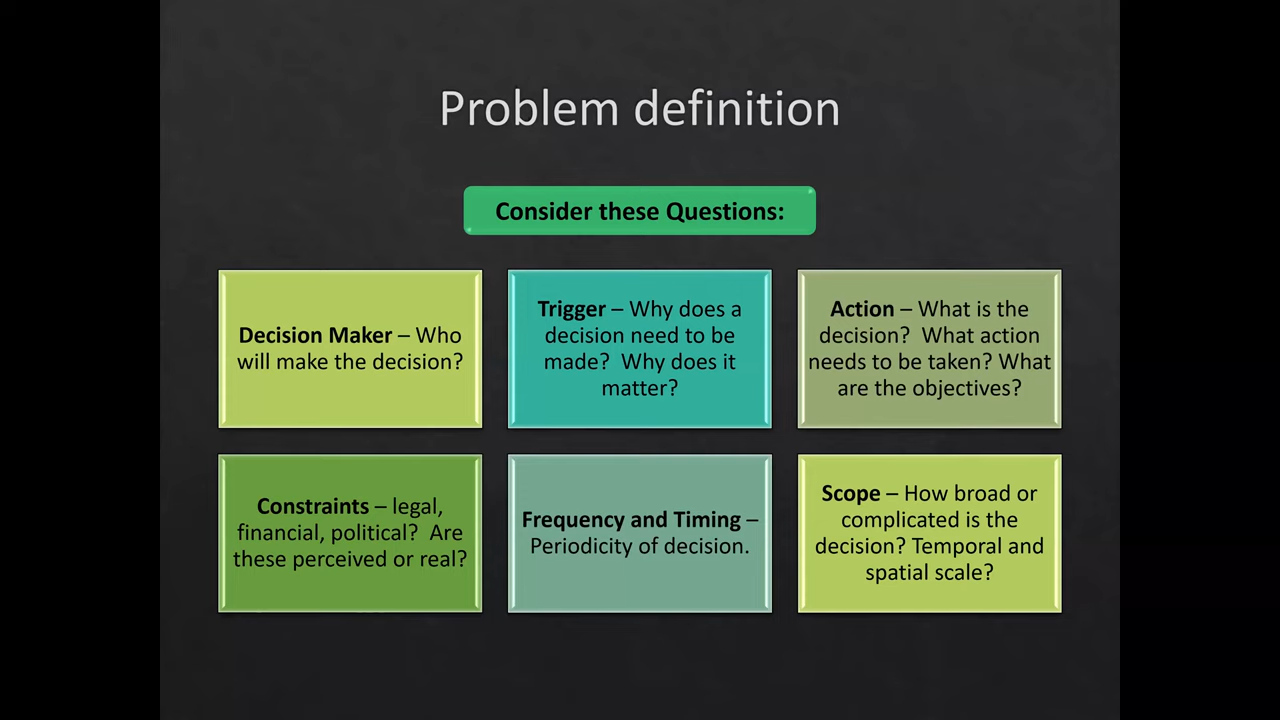 Problem definition
Consider these Questions:
Decision Maker – Who
will make the decision?
Trigger – Why does a
decision need to be
made?  Why does it
matter?
Action – What is the
decision?  What action
needs to be taken? What
are the objectives?
Constraints – legal,
financial, political?  Are
these perceived or real?
Frequency and Timing –
Periodicity of decision.
Scope – How broad or
complicated is the
decision? Temporal and
spatial scale?